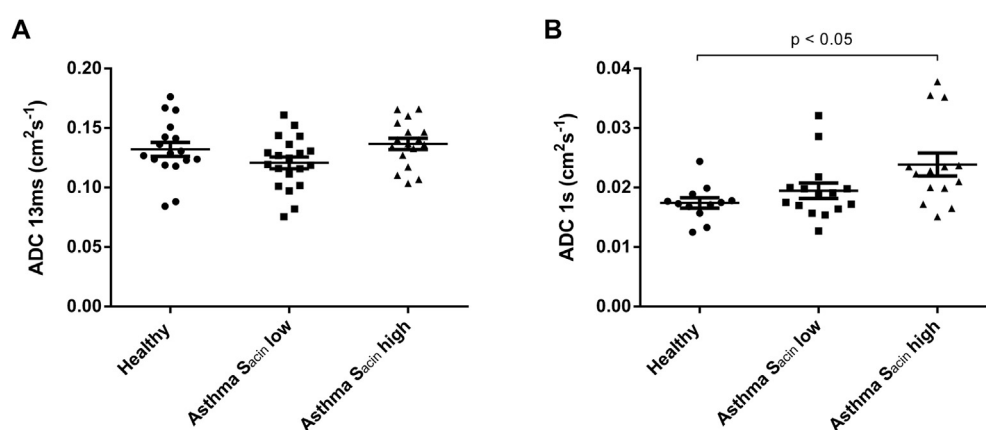 A
ADC 13ms (cm²s⁻¹)
0.20
0.15
0.10
0.05
0.00
Healthy
Asthma Sacin low
Asthma Sacin high
B
p < 0.05
ADC 1s (cm²s⁻¹)
0.04
0.03
0.02
0.01
0.00
Healthy
Asthma Sacin low
Asthma Sacin high